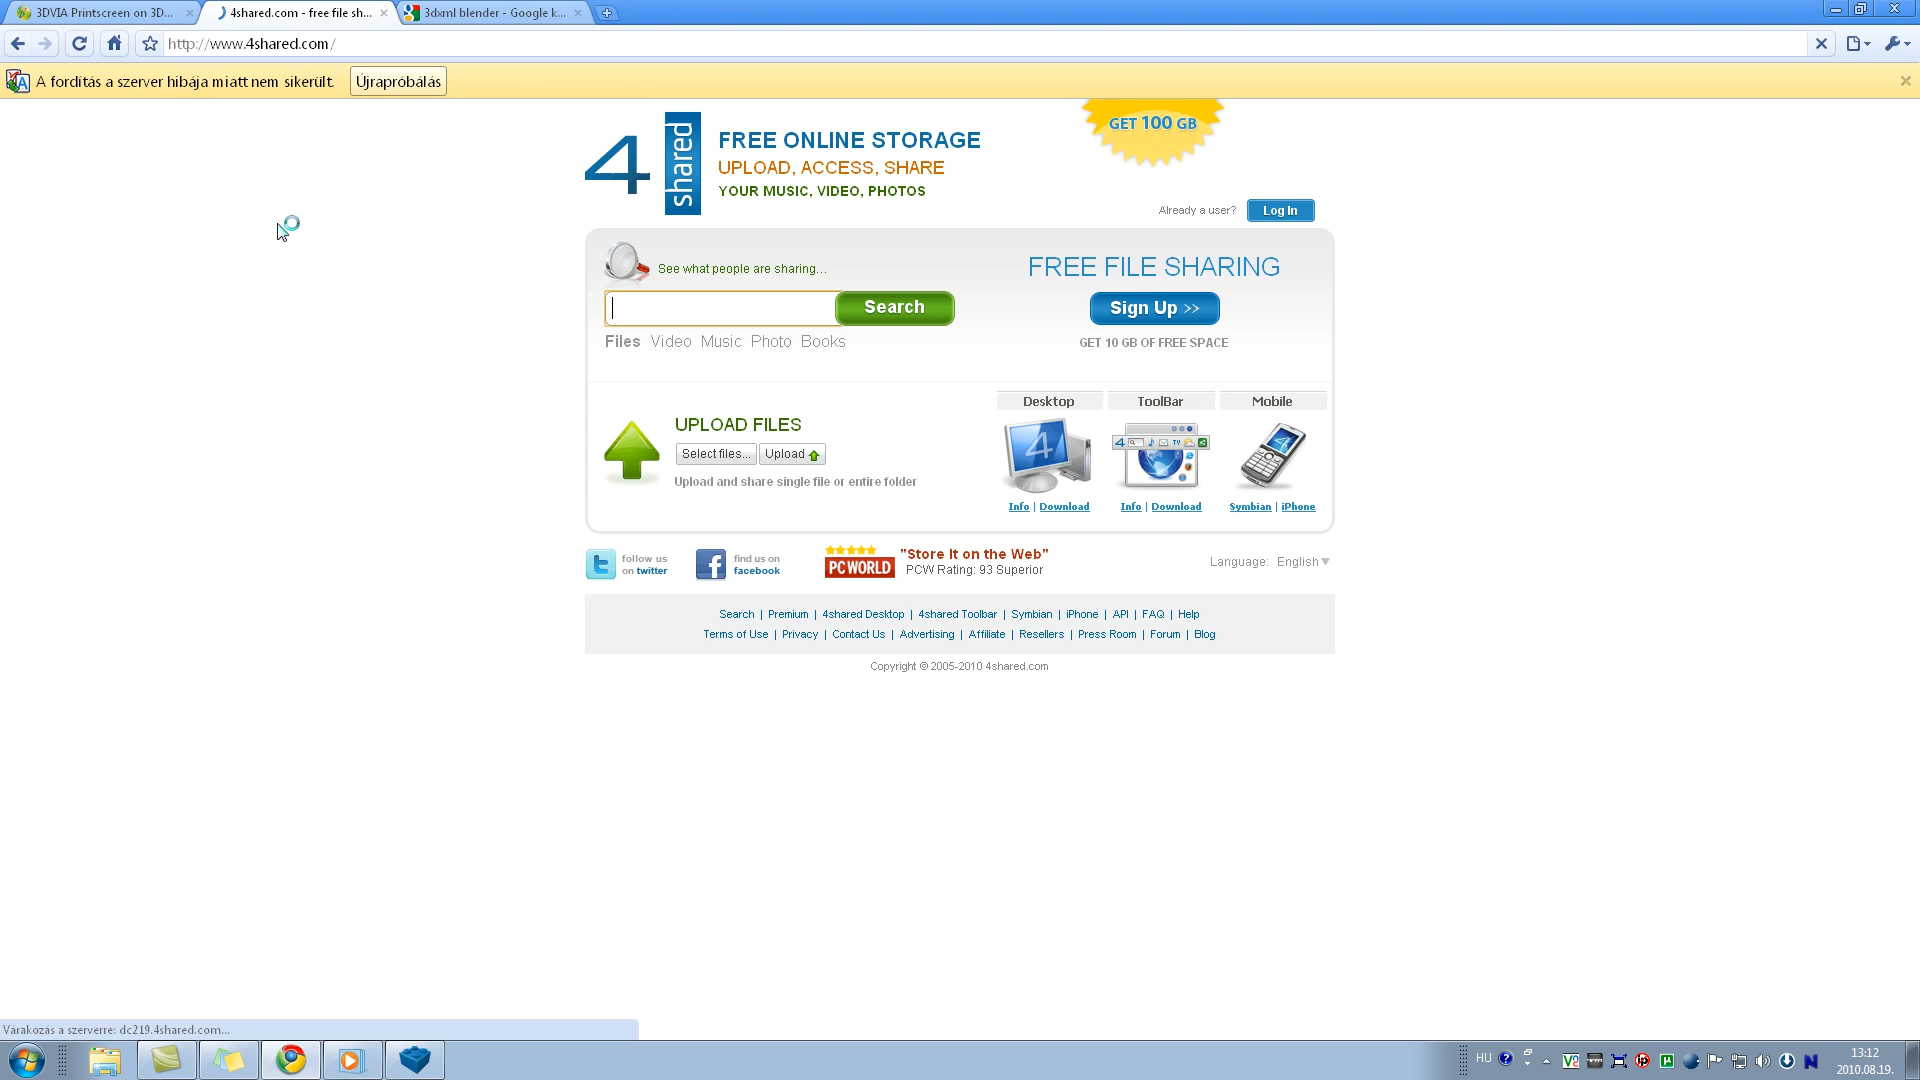 3DVIA Printscreen on 3D...
4shared.com - free file sh...
3dxml blender - Google k...
http://www.4shared.com/
A fordítás a szerver hibája miatt nem sikerült.
Újrapróbálás
4 shared
FREE ONLINE STORAGE
UPLOAD, ACCESS, SHARE
YOUR MUSIC, VIDEO, PHOTOS
GET 100 GB
Already a user?
Log In
See what people are sharing...
Search
Files Video Music Photo Books
FREE FILE SHARING
Sign Up >>
GET 10 GB OF FREE SPACE
UPLOAD FILES
Select files...
Upload
Upload and share single file or entire folder
Desktop
ToolBar
Mobile
Info | Download
Info | Download
Symbian | iPhone
follow us
on twitter
find us on
facebook
PCWORLD
"Store It on the Web"
PCW Rating: 93 Superior
Language: English
Search | Premium | 4shared Desktop | 4shared Toolbar | Symbian | iPhone | API | FAQ | Help
Terms of Use | Privacy | Contact Us | Advertising | Affiliate | Resellers | Press Room | Forum | Blog
Copyright © 2005-2010 4shared.com
Várakozás a szerverre: dc219.4shared.com...
HU
13:12
2010.08.19.